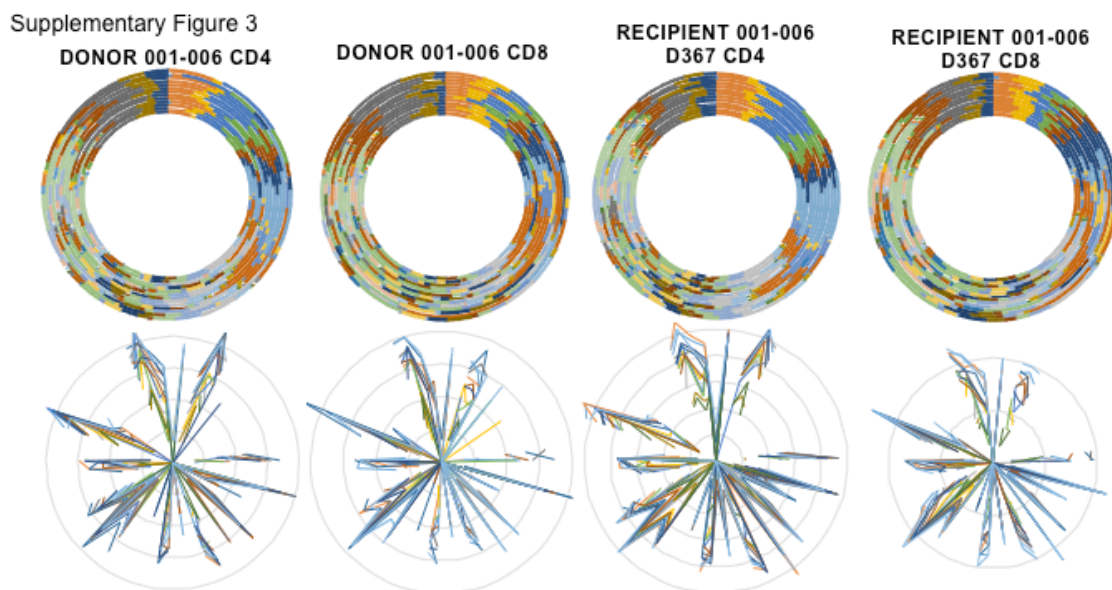 Supplementary Figure 3
DONOR 001-006 CD4
DONOR 001-006 CD8
RECIPIENT 001-006
D367 CD4
RECIPIENT 001-006
D367 CD8